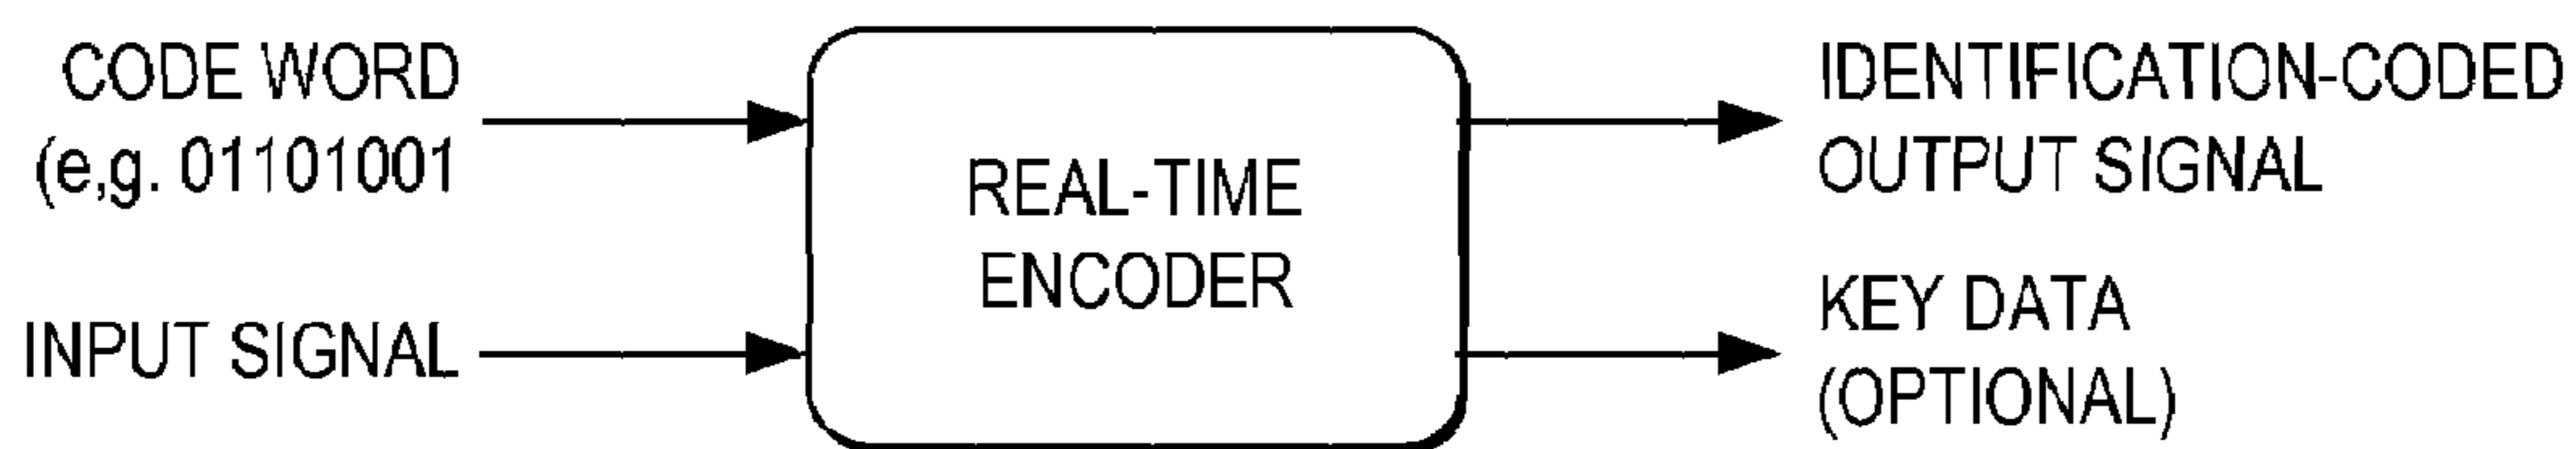 CODE WORD
(e,g. 01101001
INPUT SIGNAL
REAL-TIME
ENCODER
IDENTIFICATION-CODED
OUTPUT SIGNAL
KEY DATA
(OPTIONAL)